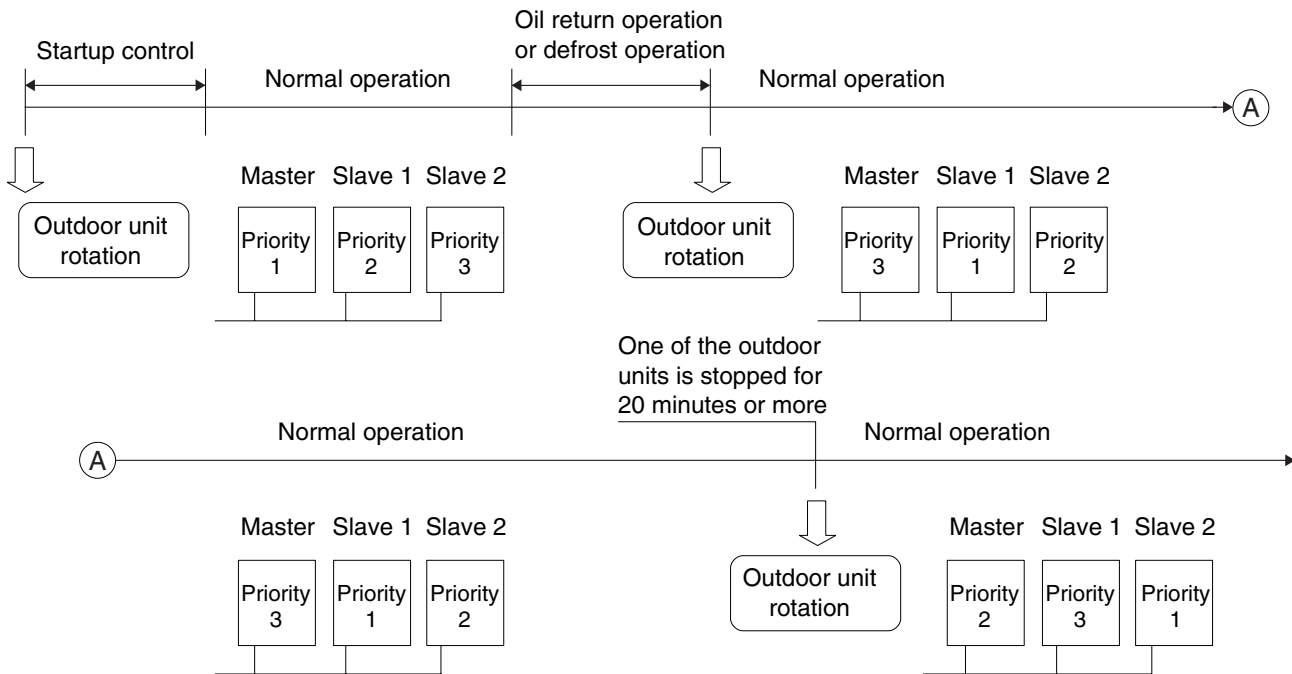 Startup control
Normal operation
Oil return operation
or defrost operation
Normal operation
A
Outdoor unit
rotation
Master Slave 1 Slave 2
Priority
1
Priority
2
Priority
3
Outdoor unit
rotation
Master Slave 1 Slave 2
Priority
3
Priority
1
Priority
2
One of the outdoor
units is stopped for
20 minutes or more
A
Normal operation
Normal operation
Master Slave 1 Slave 2
Priority
3
Priority
1
Priority
2
Outdoor unit
rotation
Master Slave 1 Slave 2
Priority
2
Priority
3
Priority
1